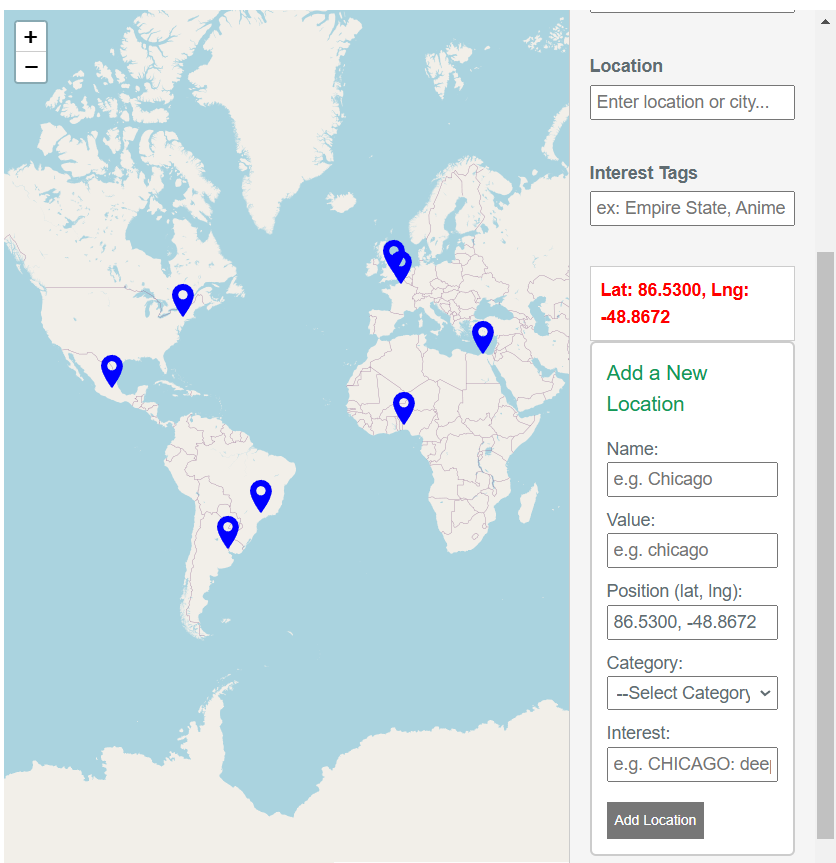 +
−
Location
Enter location or city...
Interest Tags
ex: Empire State, Anime
Lat: 86.5300, Lng:
-48.8672
Add a New
Location
Name:
e.g. Chicago
Value:
e.g. chicago
Position (lat, lng):
86.5300, -48.8672
Category:
--Select Category
Interest:
e.g. CHICAGO: deep
Add Location